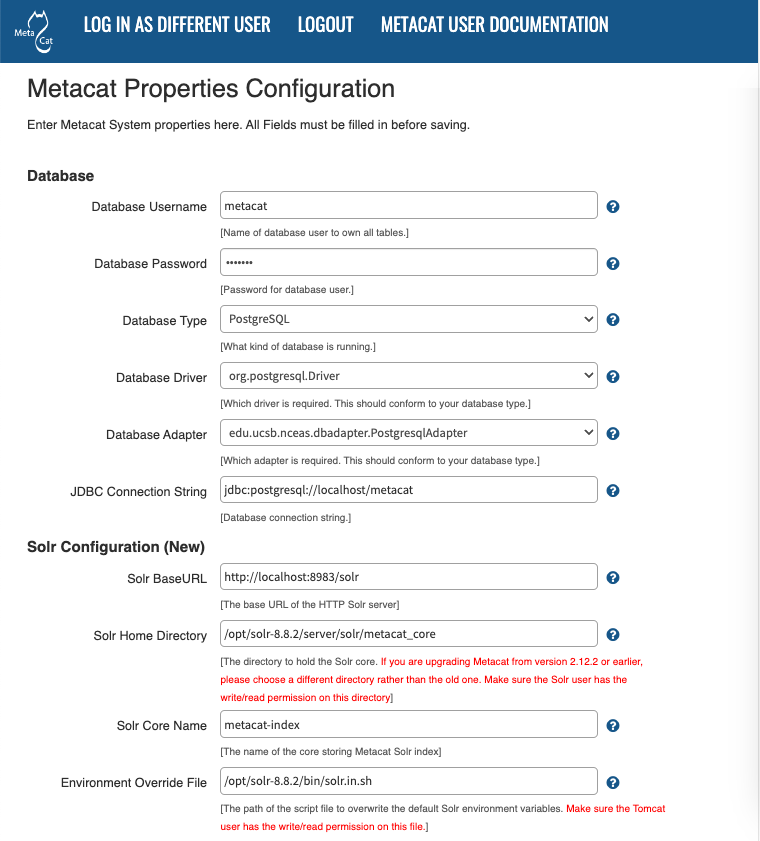 Meta Cat LOG IN AS DIFFERENT USER LOGOUT METACAT USER DOCUMENTATION
Metacat Properties Configuration
Enter Metacat System properties here. All Fields must be filled in before saving.
Database
Database Username metacat
[Name of database user to own all tables.]
Database Password •••••••
[Password for database user.]
Database Type PostgreSQL
[What kind of database is running.]
Database Driver org.postgresql.Driver
[Which driver is required. This should conform to your database type.]
Database Adapter edu.ucsb.nceas.dbadapter.PostgresqlAdapter
[Which adapter is required. This should conform to your database type.]
JDBC Connection String jdbc:postgresql://localhost/metacat
[Database connection string.]
Solr Configuration (New)
Solr BaseURL http://localhost:8983/solr
[The base URL of the HTTP Solr server]
Solr Home Directory /opt/solr-8.8.2/server/solr/metacat_core
[The directory to hold the Solr core. If you are upgrading Metacat from version 2.12.2 or earlier,
please choose a different directory rather than the old one. Make sure the Solr user has the
write/read permission on this directory]
Solr Core Name metacat-index
[The name of the core storing Metacat Solr index]
Environment Override File /opt/solr-8.8.2/bin/solr.in.sh
[The path of the script file to overwrite the default Solr environment variables. Make sure the Tomcat
user has the write/read permission on this file.]